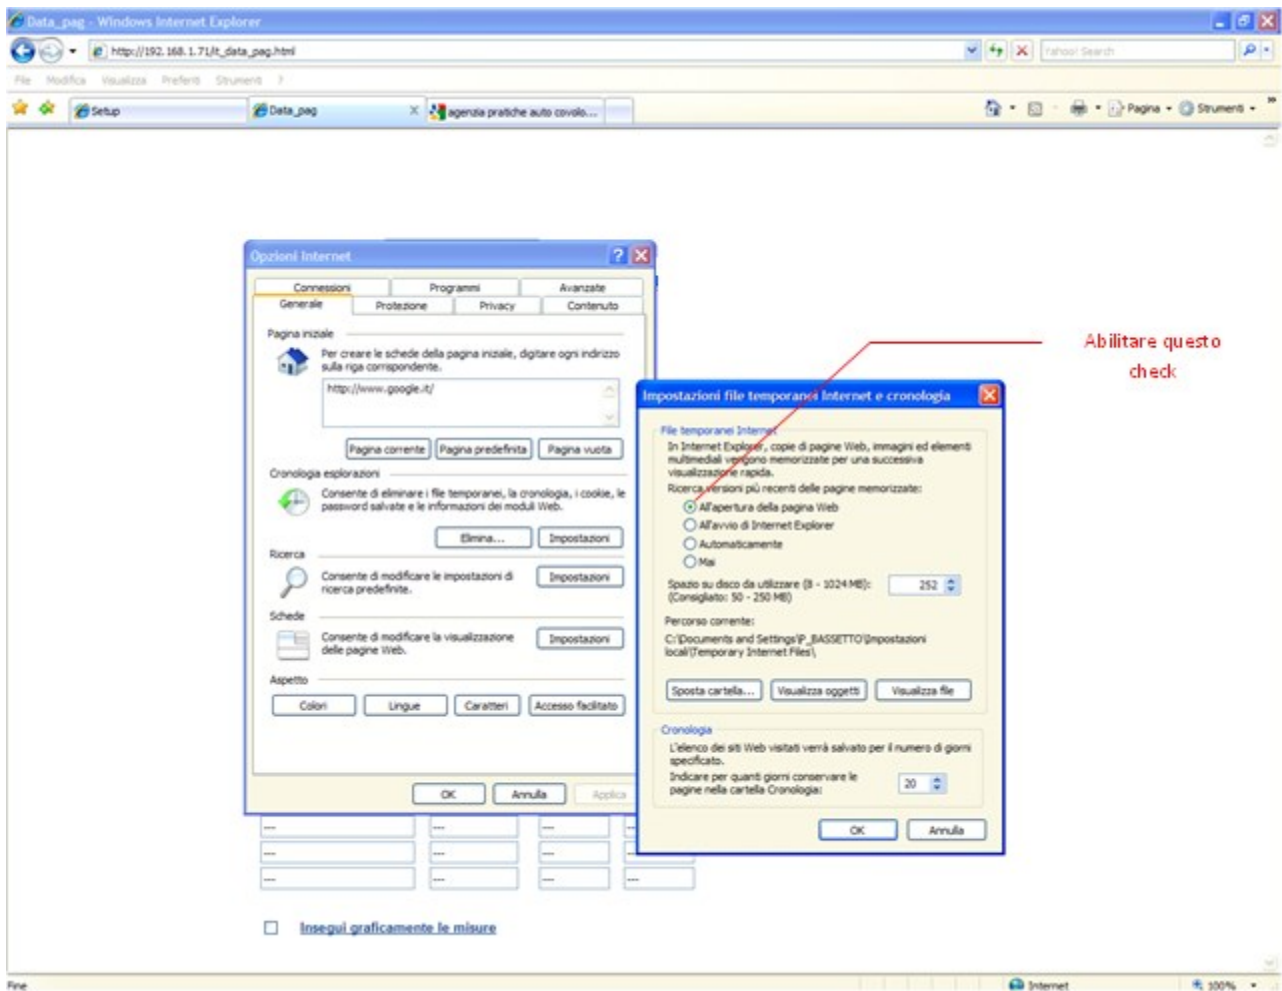 Data_pag - Windows Internet Explorer
http://192.168.1.71/it_data_pag.html
Yahoo! Search
File Modifica Visualizza Preferiti Strumenti ?
Setup
Data_pag
agenzia pratiche auto covolo...
Pagina
Strumenti
Opzioni Internet
Connessioni Programmi Avanzate
Generale Protezione Privacy Contenuto
Pagina iniziale
Per creare le schede della pagina iniziale, digitare ogni indirizzo
sulla riga corrispondente.
http://www.google.it/
Pagina corrente Pagina predefinita Pagina vuota
Cronologia esplorazioni
Consente di eliminare i file temporanei, la cronologia, i cookie, le
password salvate e le informazioni dei moduli Web.
Elimina... Impostazioni
Ricerca
Consente di modificare le impostazioni di
ricerca predefinite.
Impostazioni
Schede
Consente di modificare la visualizzazione
delle pagine Web.
Impostazioni
Aspetto
Colori Lingue Caratteri Accesso facilitato
OK Annulla Applica
Abilitare questo
check
Impostazioni file temporanei Internet e cronologia
File temporanei Internet
In Internet Explorer, copie di pagine Web, immagini ed elementi
multimediali vengono memorizzate per una successiva
visualizzazione rapida.
Ricerca versioni più recenti delle pagine memorizzate:
All'apertura della pagina Web
All'avvio di Internet Explorer
Automaticamente
Mai
Spazio su disco da utilizzare (8 - 1024 MB): 252
(Consigliato: 50 - 250 MB)
Percorso corrente:
C:\Documents and Settings\P_BASSETTO\Impostazioni
locali\Temporary Internet Files\
Sposta cartella... Visualizza oggetti Visualizza file
Cronologia
L'elenco dei siti Web visitati verrà salvato per il numero di giorni
specificato.
Indicare per quanti giorni conservare le
pagine nella cartella Cronologia: 20
OK Annulla
--- --- --- ---
--- --- --- ---
--- --- --- ---
Insegui graficamente le misure
Fine
Internet
100%